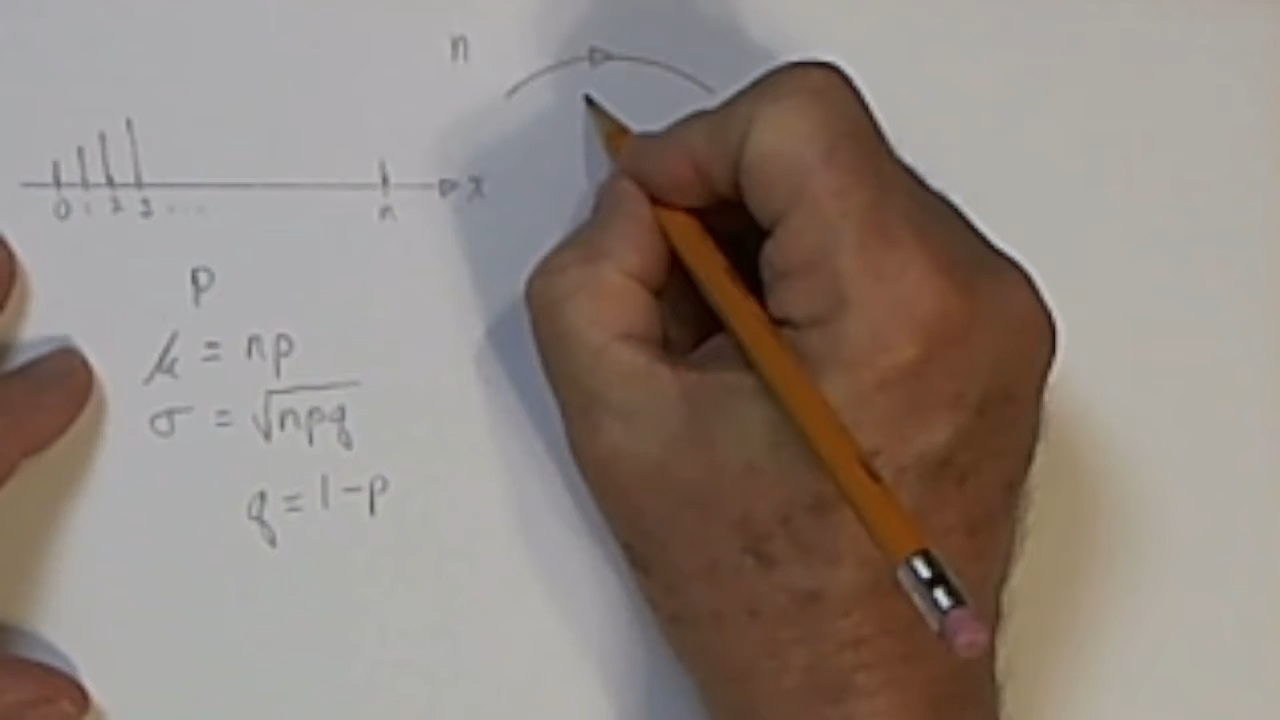 n
x
0 1 2 3 .... n
p
μ = np
σ = √npq
q = 1-p